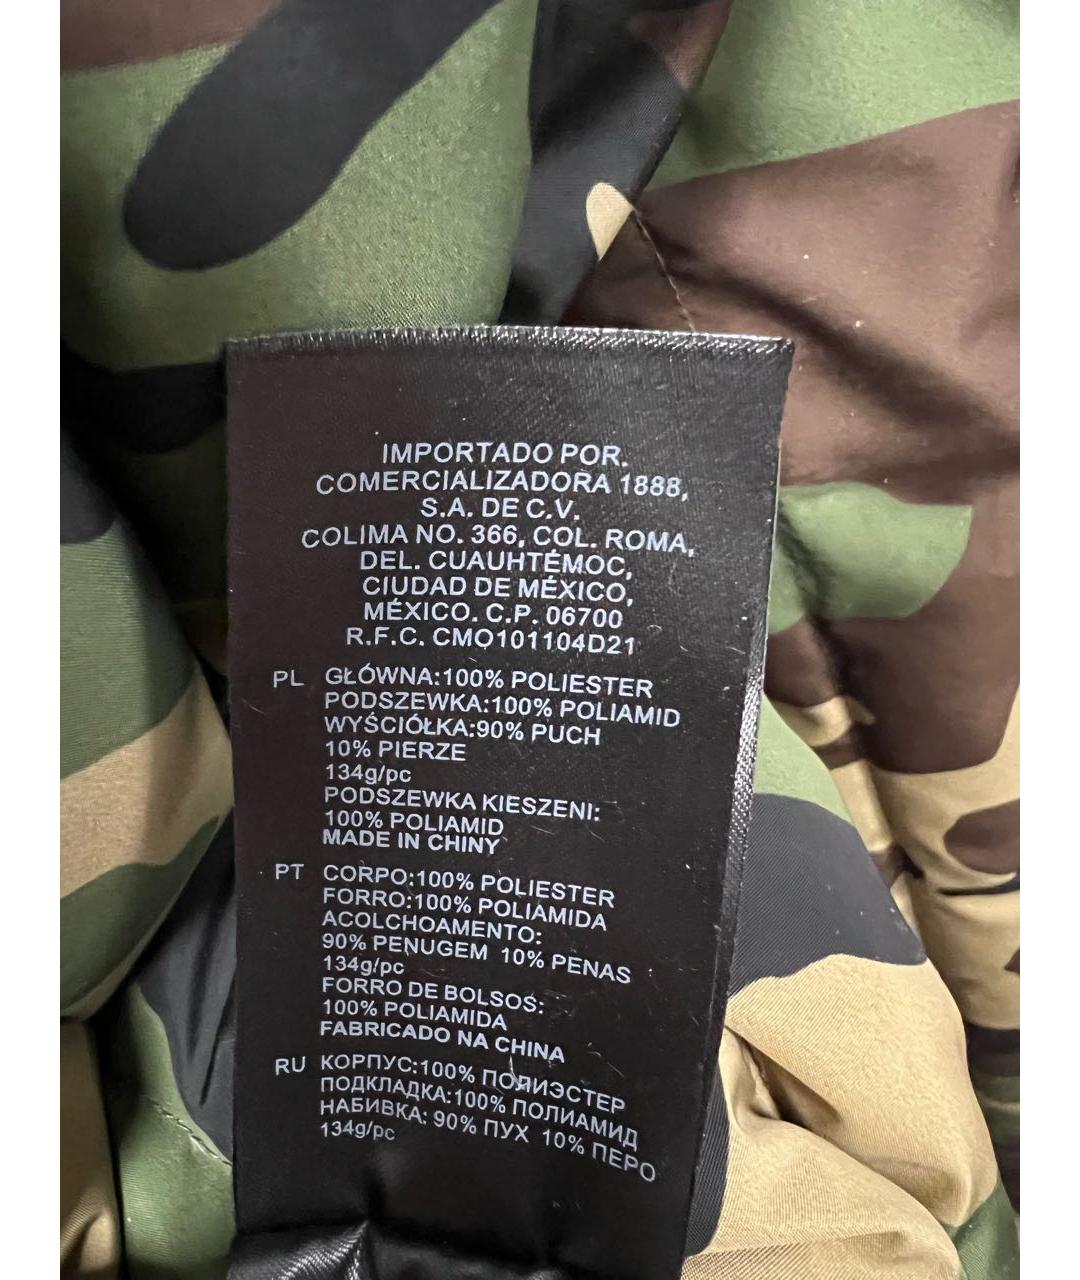 IMPORTADO POR.
COMERCIALIZADORA 1888,
S.A. DE C.V.
COLIMA NO. 366, COL. ROMA,
DEL. CUAUHTÉMOC,
CIUDAD DE MÉXICO,
MÉXICO. C.P. 06700
R.F.C. CMO101104D21
PL GŁÓWNA:100% POLIESTER
PODSZEWKA:100% POLIAMID
WYŚCIÓŁKA:90% PUCH
10% PIERZE
134g/pc
PODSZEWKA KIESZENI:
100% POLIAMID
MADE IN CHINY
PT CORPO:100% POLIESTER
FORRO:100% POLIAMIDA
ACOLCHOAMENTO:
90% PENUGEM 10% PENAS
134g/pc
FORRO DE BOLSOS:
100% POLIAMIDA
FABRICADO NA CHINA
RU КОРПУС:100% ПОЛИЭСТЕР
ПОДКЛАДКА:100% ПОЛИАМИД
НАБИВКА: 90% ПУХ 10% ПЕРО
134g/pc